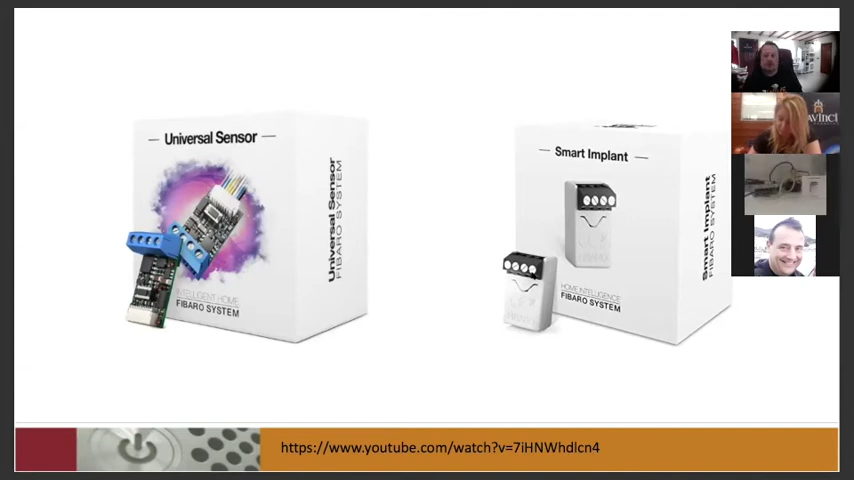 Universal Sensor
Universal Sensor
FIBARO SYSTEM
INTELLIGENT HOME
FIBARO SYSTEM
Smart Implant
Smart Implant
FIBARO SYSTEM
HOME INTELLIGENCE
FIBARO SYSTEM
https://www.youtube.com/watch?v=7iHNWhdlcn4